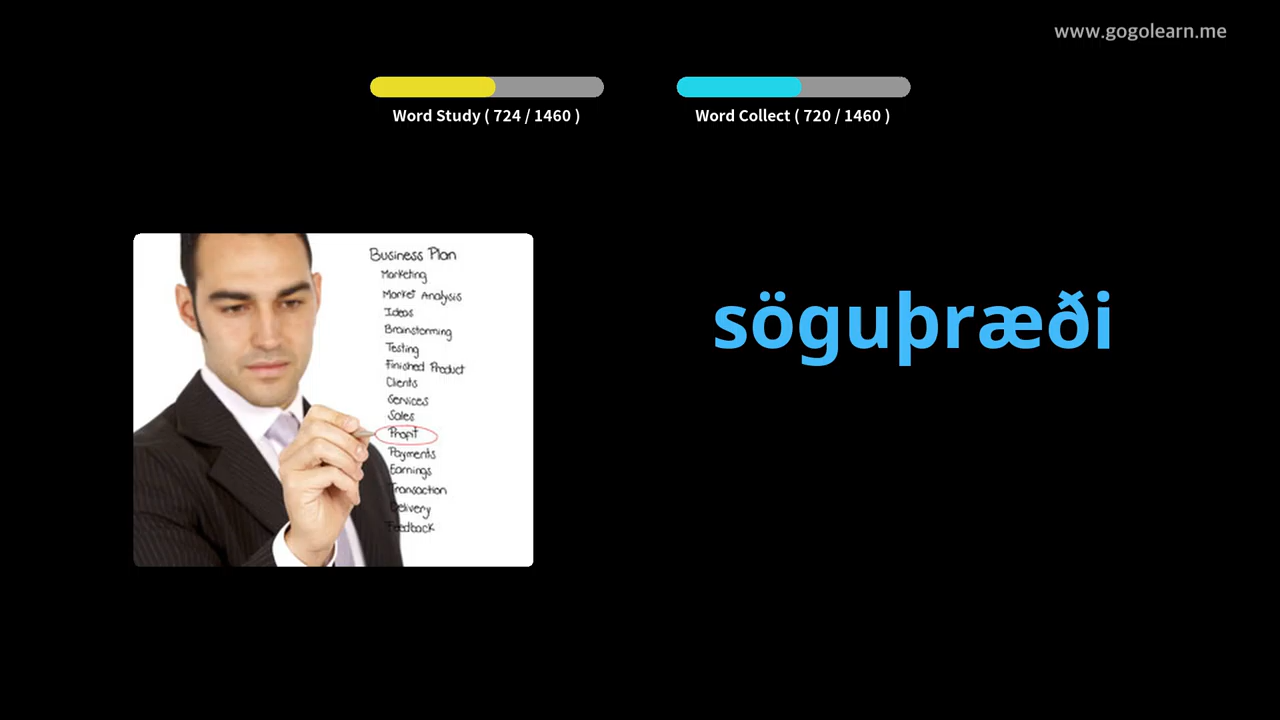 www.gogolearn.me
Word Study ( 724 / 1460 )
Word Collect ( 720 / 1460 )
Business Plan
Marketing
Market Analysis
Ideas
Brainstorming
Testing
Finished Product
Clients
Services
Sales
Profit
Payments
Earnings
Transaction
Delivery
Feedback
söguþræði